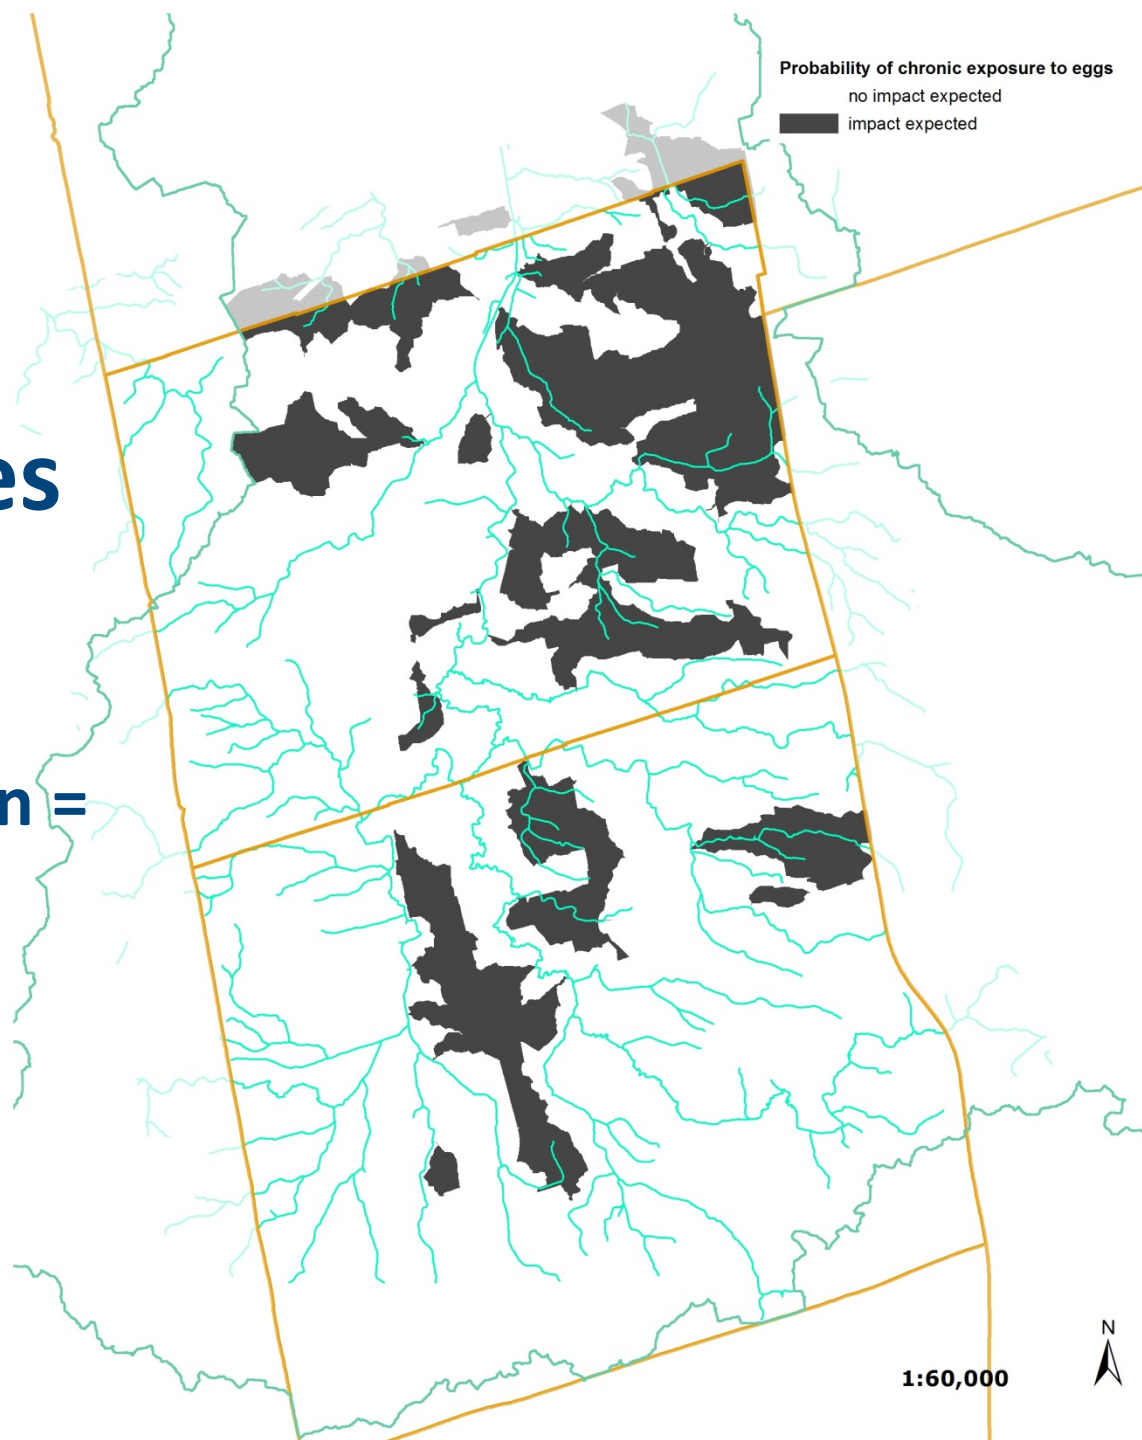 Probability of chronic exposure to eggs
no impact expected
impact expected
es
n =
N
1:60,000